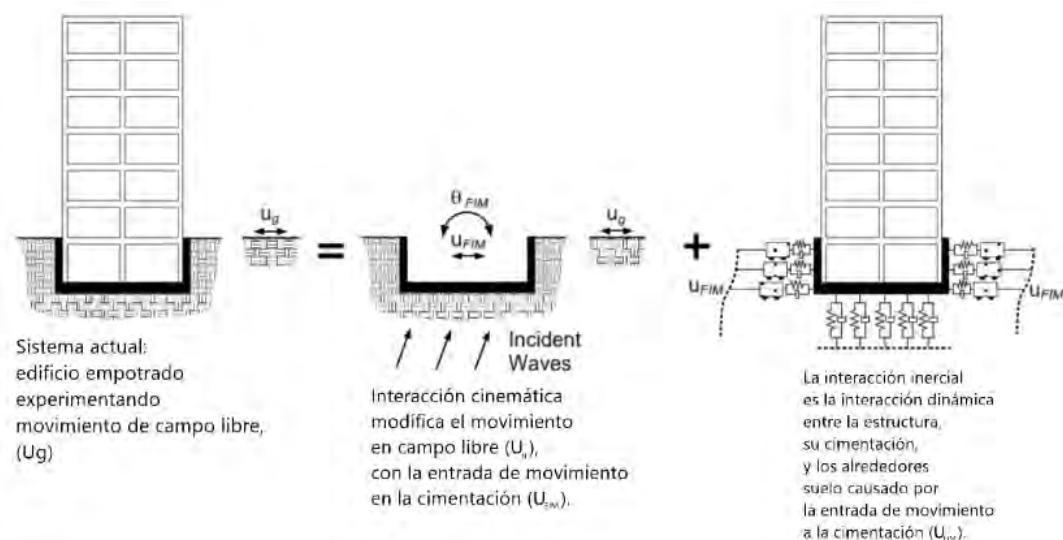 u_g
=
θ_FIM
u_FIM
u_g
+
u_FIM
u_FIM
Incident
Waves
Sistema actual:
edificio empotrado
experimentando
movimiento de campo libre,
(Ug)
Interacción cinemática
modifica el movimiento
en campo libre (U_g),
con la entrada de movimiento
en la cimentación (U_FIM).
La interacción inercial
es la interacción dinámica
entre la estructura,
su cimentación,
y los alrededores
suelo causado por
la entrada de movimiento
a la cimentación (U_FIM).